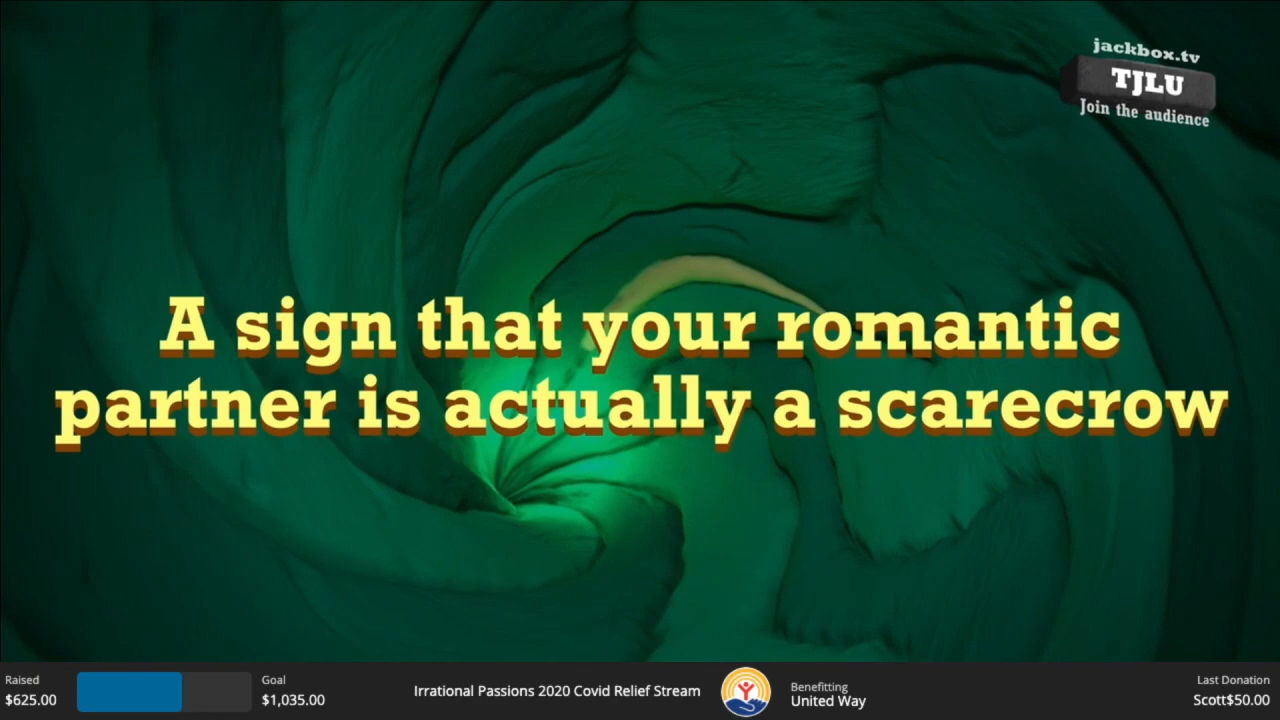 jackbox.tv
TJLU
Join the audience
A sign that your romantic
partner is actually a scarecrow
Raised
$625.00
Goal
$1,035.00
Irrational Passions 2020 Covid Relief Stream
Benefitting
United Way
Last Donation
Scott$50.00